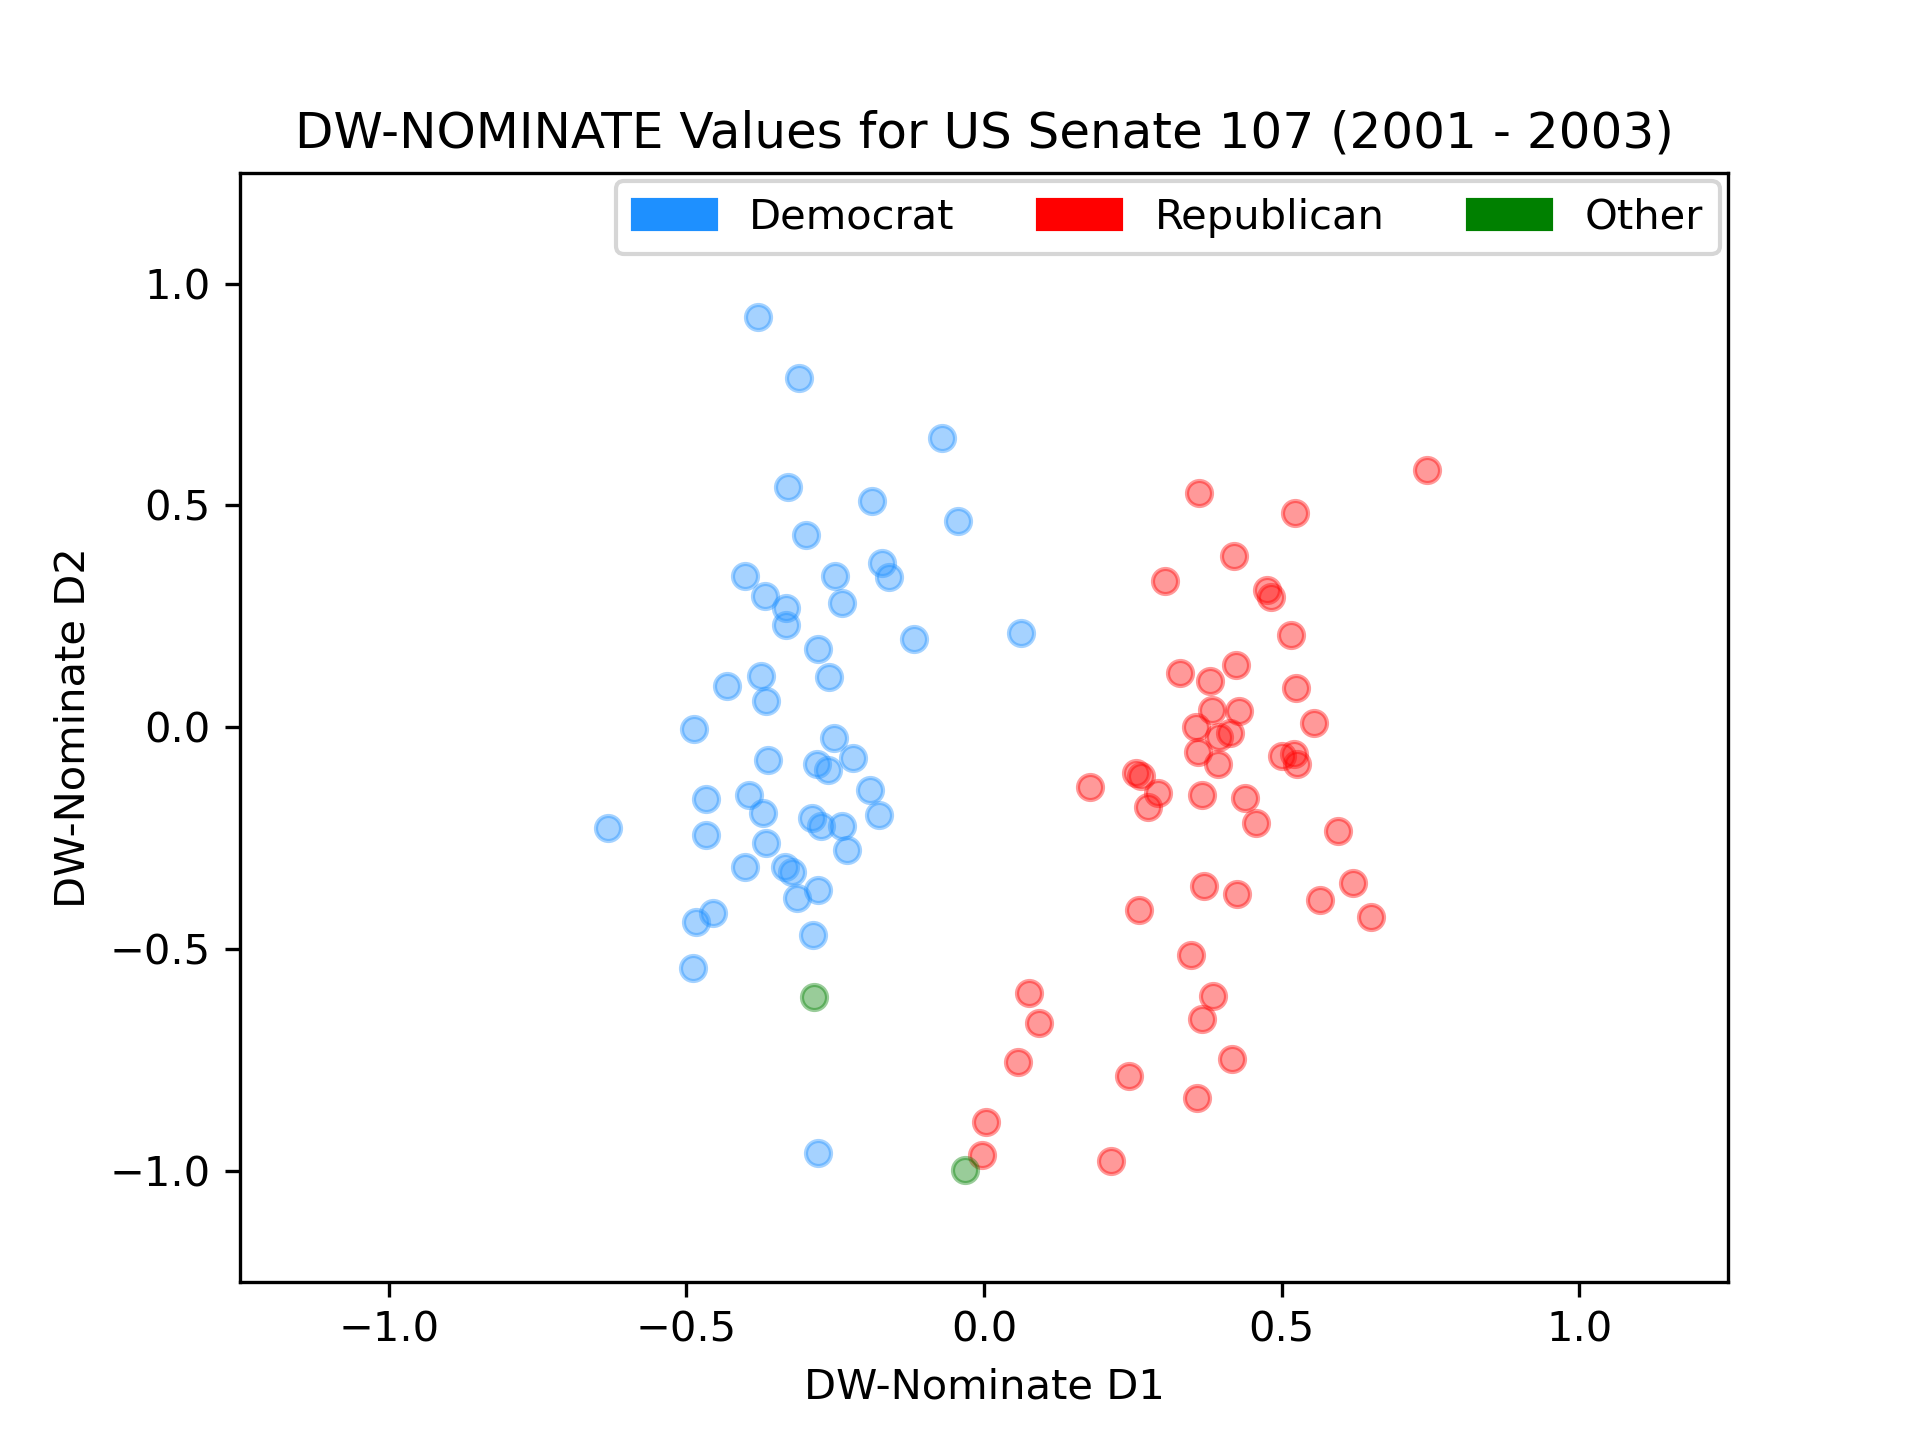 DW-NOMINATE Values for US Senate 107 (2001 - 2003)
Democrat Republican Other
1.0
0.5
0.0
−0.5
−1.0
DW-Nominate D2
−1.0 −0.5 0.0 0.5 1.0
DW-Nominate D1